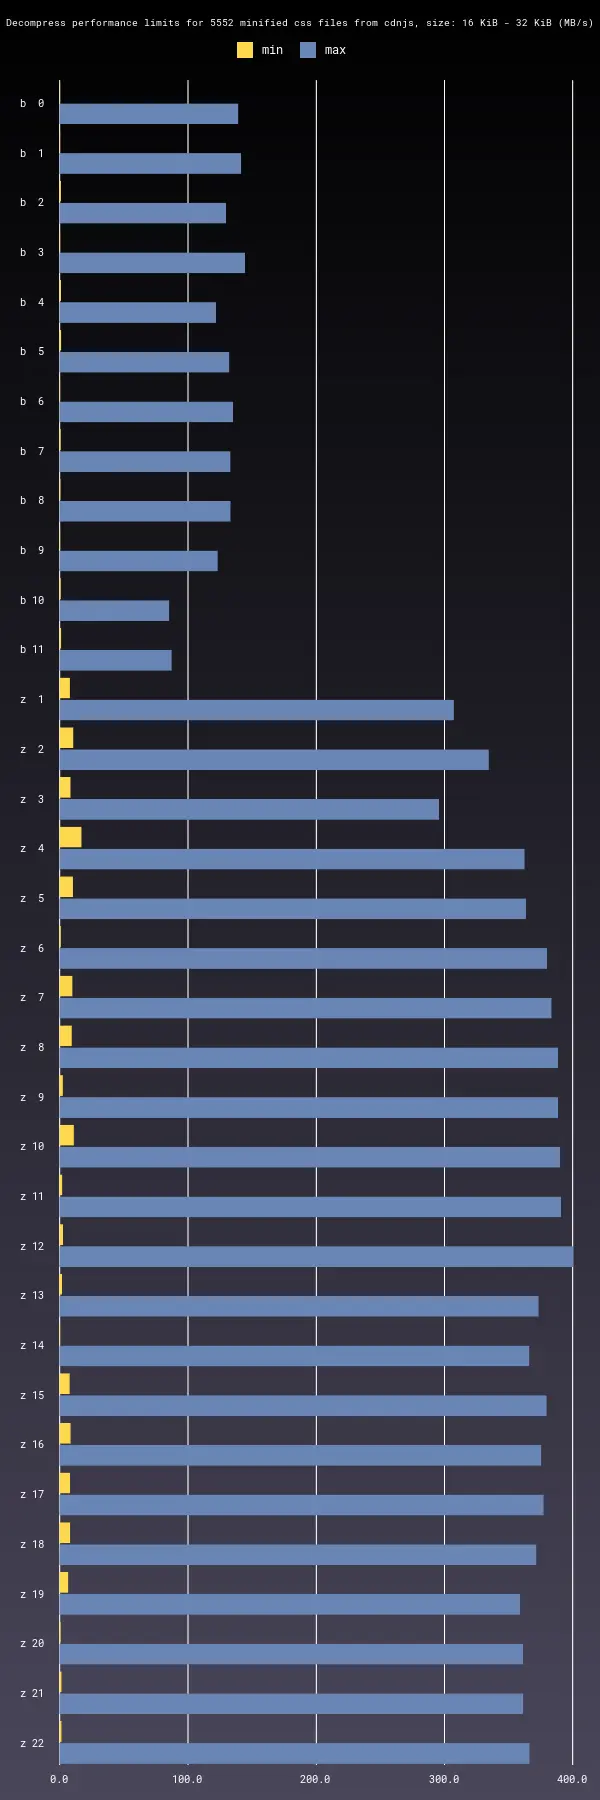 Decompress performance limits for 5552 minified css files from cdnjs, size: 16 KiB - 32 KiB (MB/s)
min max
b 0
b 1
b 2
b 3
b 4
b 5
b 6
b 7
b 8
b 9
b 10
b 11
z 1
z 2
z 3
z 4
z 5
z 6
z 7
z 8
z 9
z 10
z 11
z 12
z 13
z 14
z 15
z 16
z 17
z 18
z 19
z 20
z 21
z 22
0.0 100.0 200.0 300.0 400.0